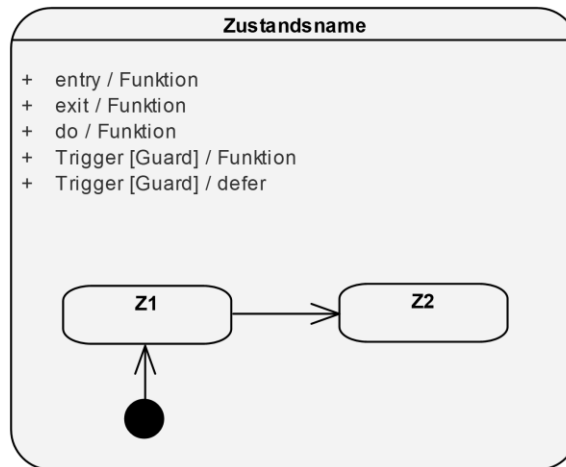 Zustandsname
+ entry / Funktion
+ exit / Funktion
+ do / Funktion
+ Trigger [Guard] / Funktion
+ Trigger [Guard] / defer
Z1
Z2